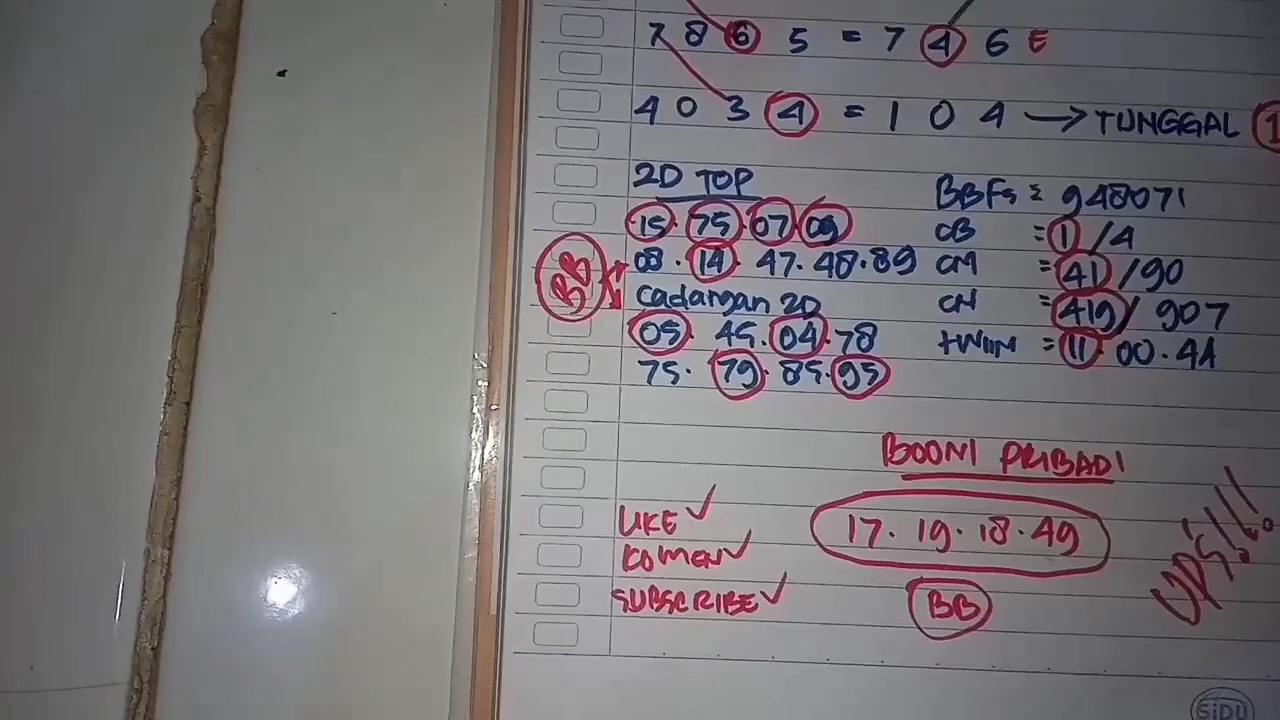 7 8 6 5 = 7 4 6 E
4 0 3 4 = 1 0 4 → TUNGGAL 1
2D TOP
15 · 75 · 07 · 09
08 · 14 · 47 · 48 · 89
BB
Cadangan 2D
05 · 45 · 04 · 78
75 · 79 · 85 · 95
BBFS = 948071
CB = 1 / 4
CM = 41 / 90
CN = 419 / 907
TWIN = 11 · 00 · 44
BOOM PRIBADI
17 · 19 · 18 · 49
BB
LIKE ✓
KOMEN ✓
SUBSCRIBE ✓
UPS!!!
SiDU